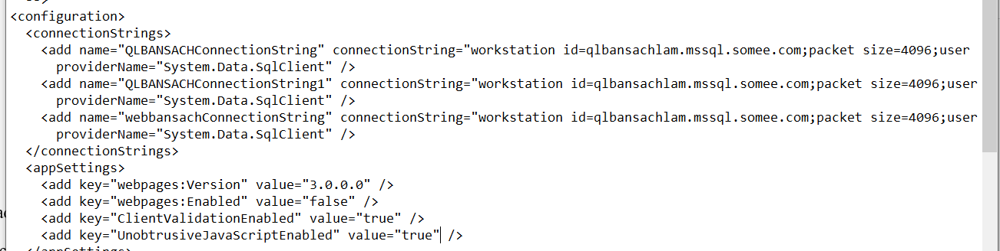 <configuration>
<connectionStrings>
<add name="QLBANSACHConnectionString" connectionString="workstation id=qlbansachlam.mssql.somee.com;packet size=4096;user
providerName="System.Data.SqlClient" />
<add name="QLBANSACHConnectionString1" connectionString="workstation id=qlbansachlam.mssql.somee.com;packet size=4096;user
providerName="System.Data.SqlClient" />
<add name="webbansachConnectionString" connectionString="workstation id=qlbansachlam.mssql.somee.com;packet size=4096;user
providerName="System.Data.SqlClient" />
</connectionStrings>
<appSettings>
<add key="webpages:Version" value="3.0.0.0" />
<add key="webpages:Enabled" value="false" />
<add key="ClientValidationEnabled" value="true" />
<add key="UnobtrusiveJavaScriptEnabled" value="true" />
</appSettings>